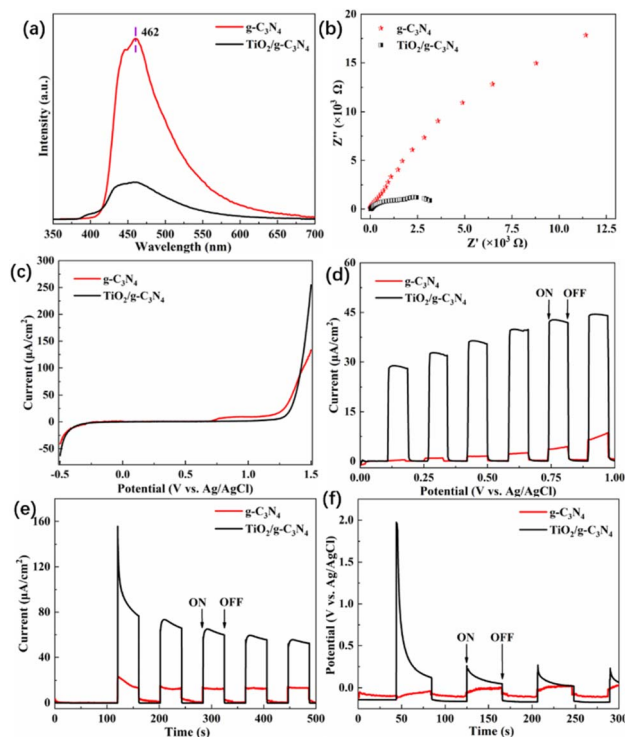 (a)
462
g-C₃N₄
TiO₂/g-C₃N₄
Intensity (a.u.)
350 400 450 500 550 600 650 700
Wavelength (nm)
(b)
g-C₃N₄
TiO₂/g-C₃N₄
Z'' (×10³ Ω)
20
15
10
5
0
0.0 2.5 5.0 7.5 10.0 12.5
Z' (×10³ Ω)
(c)
g-C₃N₄
TiO₂/g-C₃N₄
Current (μA/cm²)
250
200
150
100
50
0
-50
-0.5 0.0 0.5 1.0 1.5
Potential (V vs. Ag/AgCl)
(d)
g-C₃N₄
TiO₂/g-C₃N₄
ON OFF
Current (μA/cm²)
60
45
30
15
0
0.00 0.25 0.50 0.75 1.00
Potential (V vs. Ag/AgCl)
(e)
g-C₃N₄
TiO₂/g-C₃N₄
ON OFF
Current (μA/cm²)
160
120
80
40
0
0 100 200 300 400 500
Time (s)
(f)
g-C₃N₄
TiO₂/g-C₃N₄
ON OFF
Potential (V vs. Ag/AgCl)
2.0
1.5
1.0
0.5
0.0
0 50 100 150 200 250 300
Time (s)